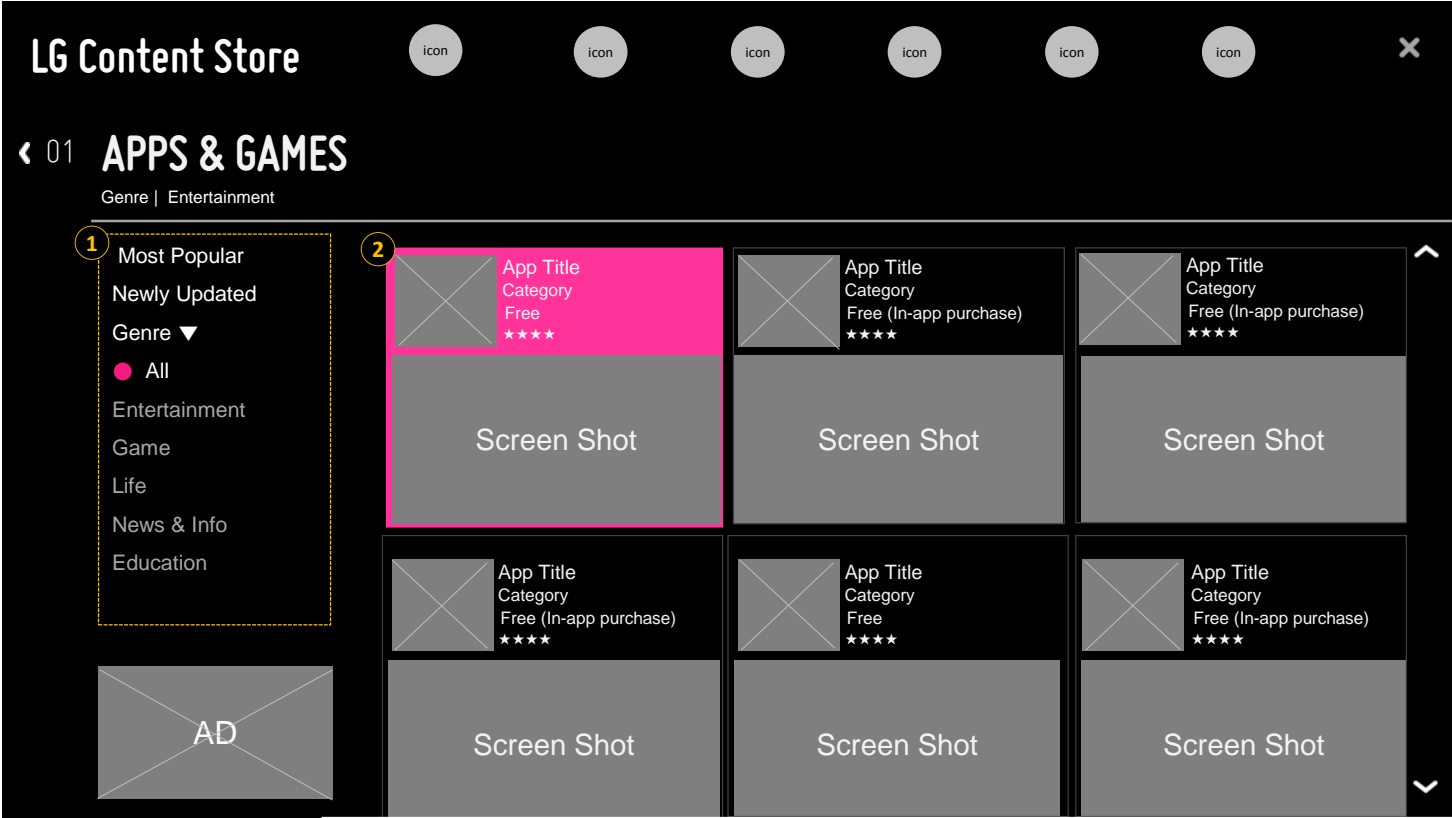 LG Content Store
icon
icon
icon
icon
icon
icon
01 APPS & GAMES
Genre | Entertainment
1
Most Popular
Newly Updated
Genre ▼
All
Entertainment
Game
Life
News & Info
Education
AD
2
App Title
Category
Free
★★★★
Screen Shot
App Title
Category
Free (In-app purchase)
★★★★
Screen Shot
App Title
Category
Free (In-app purchase)
★★★★
Screen Shot
App Title
Category
Free (In-app purchase)
★★★★
Screen Shot
App Title
Category
Free
★★★★
Screen Shot
App Title
Category
Free (In-app purchase)
★★★★
Screen Shot